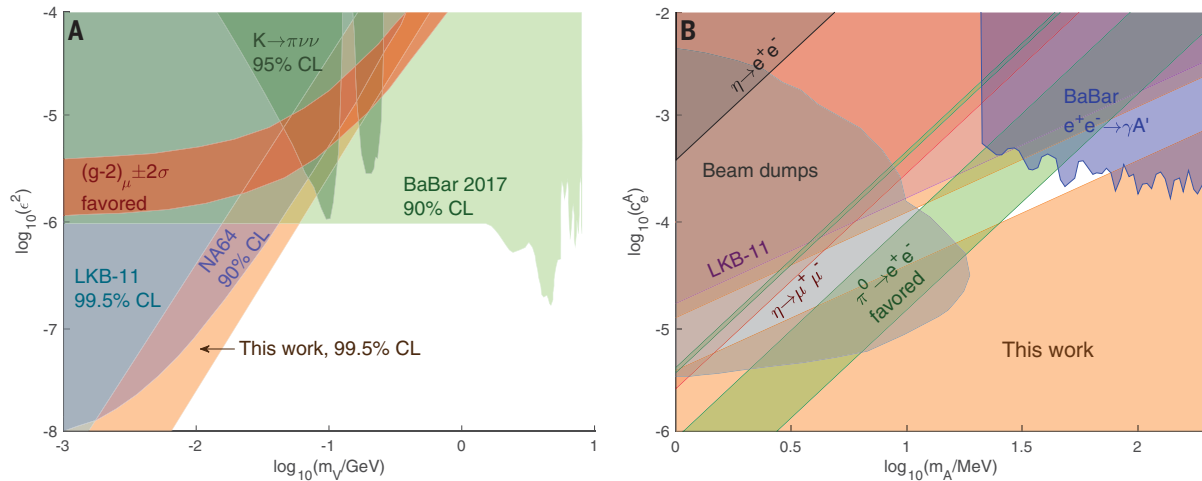 A
-4
-5
-6
-7
-8
log₁₀(ϵ²)
K→πνν
95% CL
(g-2)μ±2σ
favored
BaBar 2017
90% CL
NA64
90% CL
LKB-11
99.5% CL
This work, 99.5% CL
-3
-2
-1
0
1
log₁₀(m_V/GeV)
B
-2
-3
-4
-5
-6
log₁₀(c_e^A)
η→e⁺e⁻
BaBar
e⁺e⁻→γA'
Beam dumps
LKB-11
η→μ⁺μ⁻
π⁰→e⁺e⁻
favored
This work
0
0.5
1
1.5
2
log₁₀(m_A/MeV)